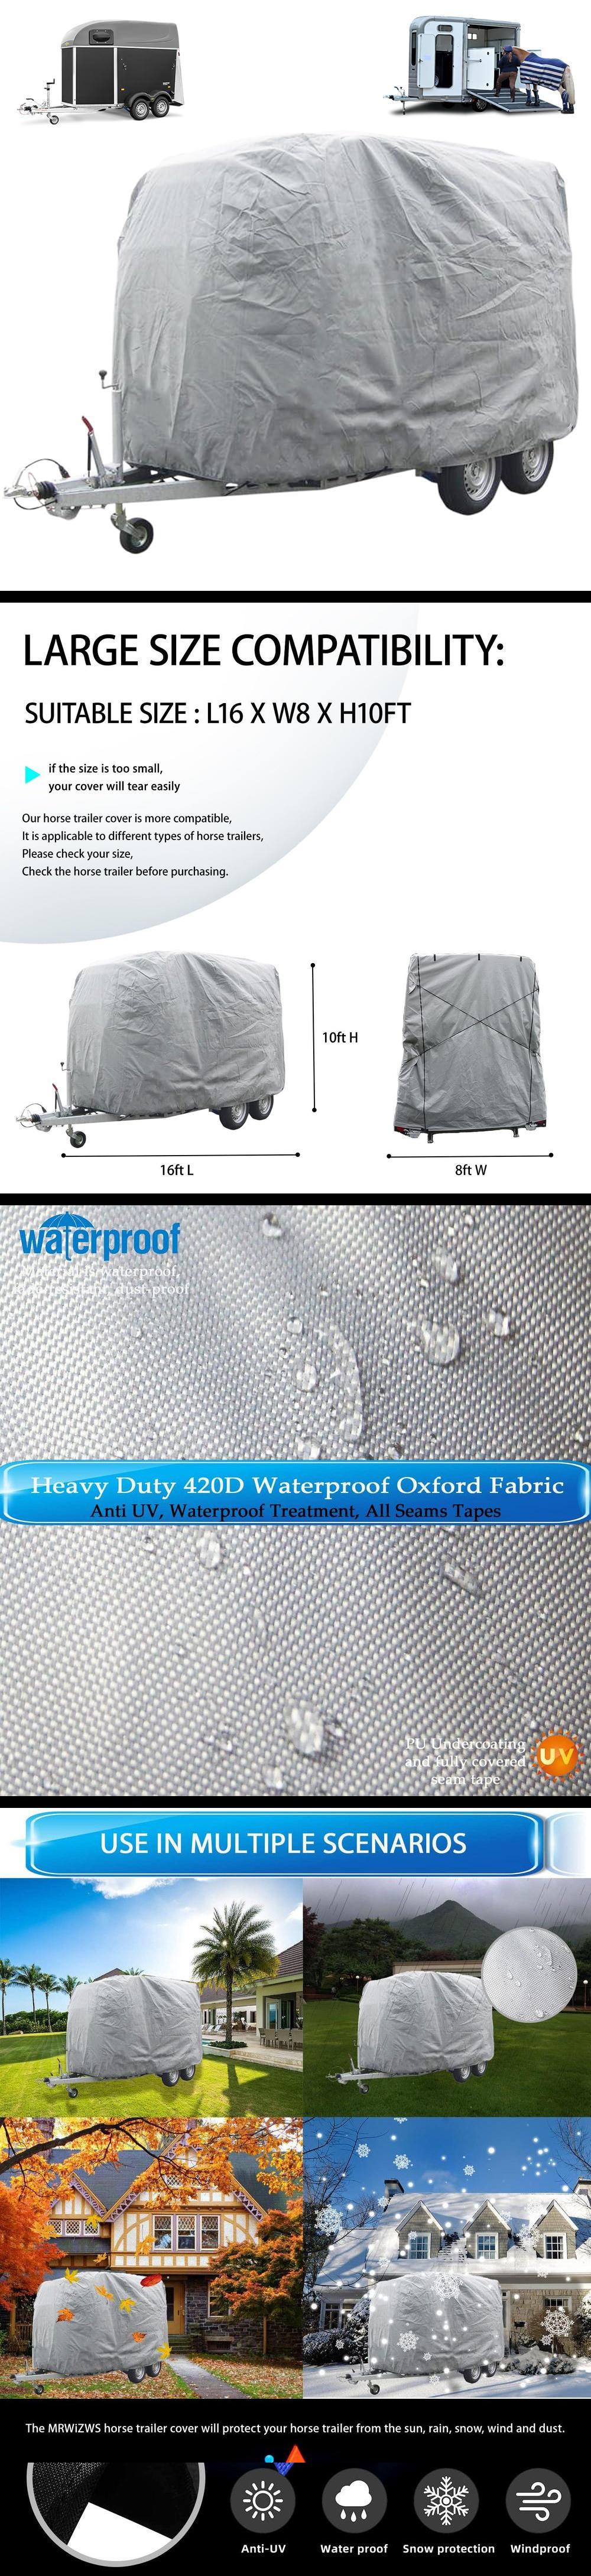 LARGE SIZE COMPATIBILITY:
SUITABLE SIZE : L16 X W8 X H10FT
if the size is too small,
your cover will tear easily
Our horse trailer cover is more compatible,
It is applicable to different types of horse trailers,
Please check your size,
Check the horse trailer before purchasing.
10ft H
16ft L
8ft W
waterproof
Material is waterproof,
dust-proof
Heavy Duty 420D Waterproof Oxford Fabric
Anti UV, Waterproof Treatment, All Seams Tapes
PU Undercoating
and fully covered
seam tape
UV
USE IN MULTIPLE SCENARIOS
The MRWiZWS horse trailer cover will protect your horse trailer from the sun, rain, snow, wind and dust.
Anti-UV
Water proof
Snow protection
Windproof